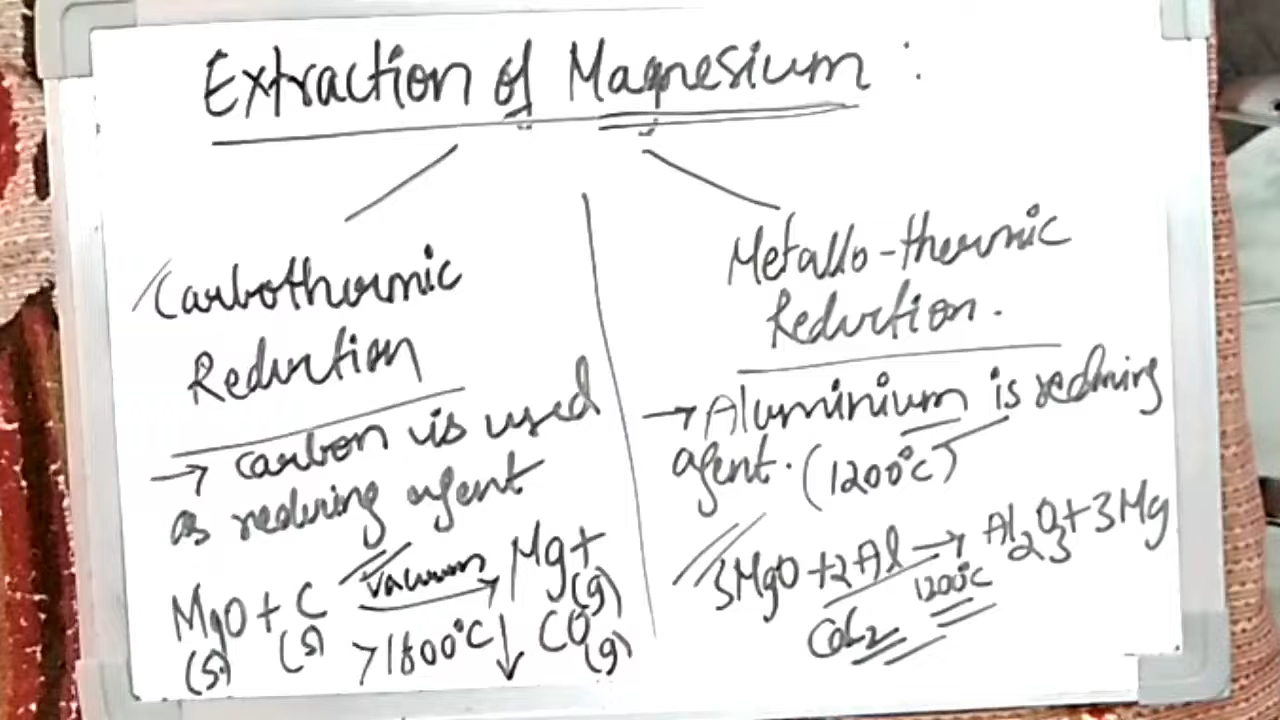 Extraction of Magnesium :
Carbothermic
Reduction
→ carbon is used
as reducing agent
MgO + C vacuum → Mg +
(s) (s) >1800°C ↓ CO (g)
(g)
Metallo-thermic
Reduction.
→ Aluminium is reducing
agent. (1200°C)
3MgO + 2Al → Al2O3 + 3Mg
1200°C